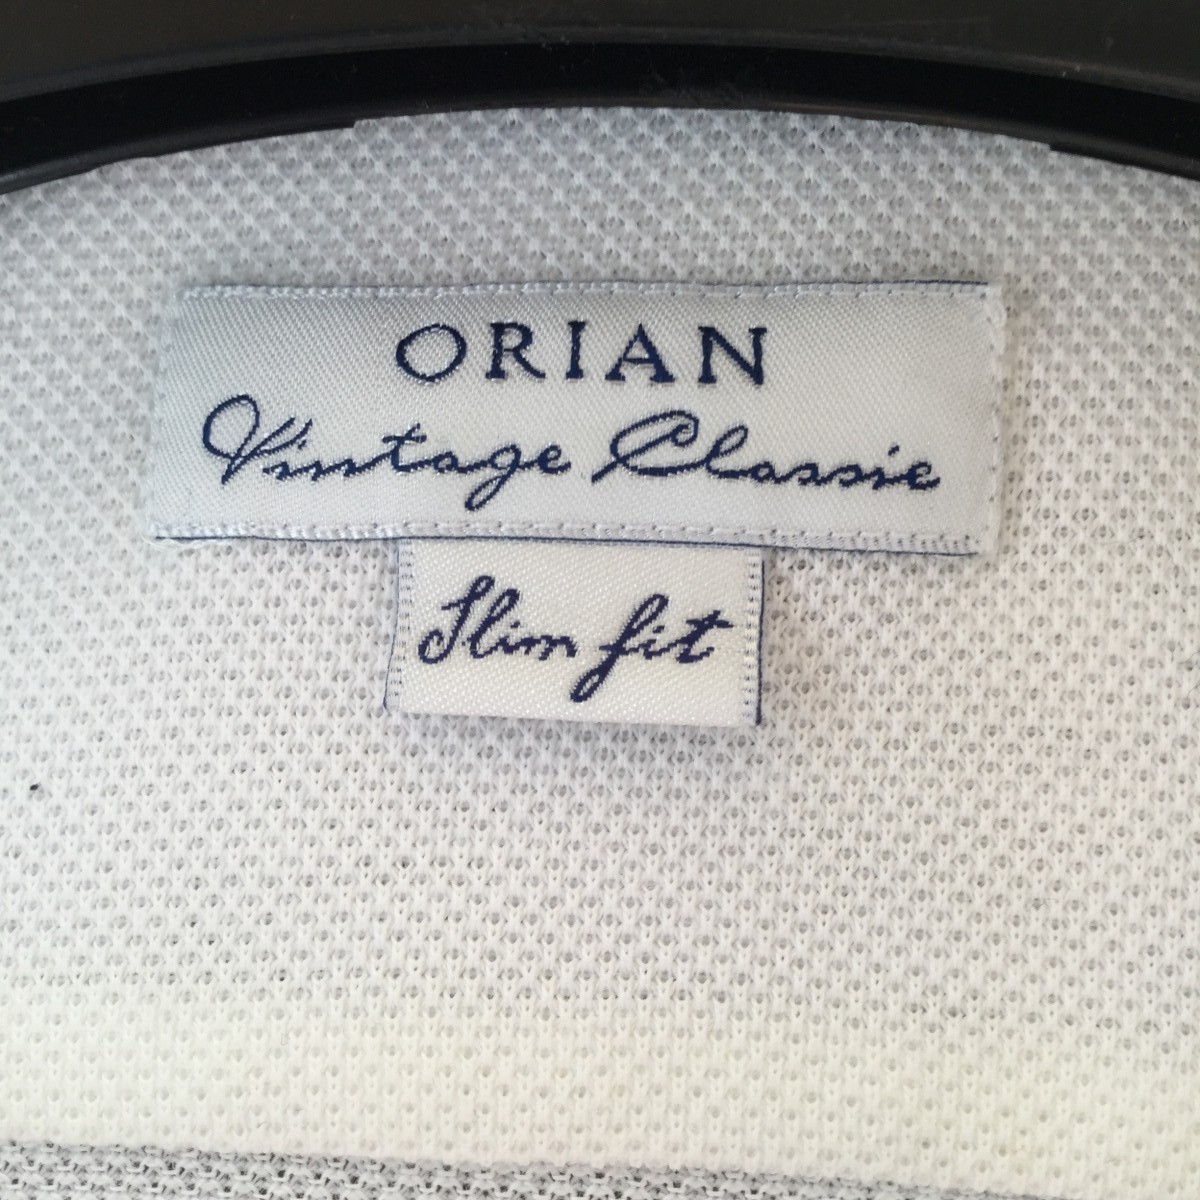 ORIAN
Vintage Classic
Slim fit